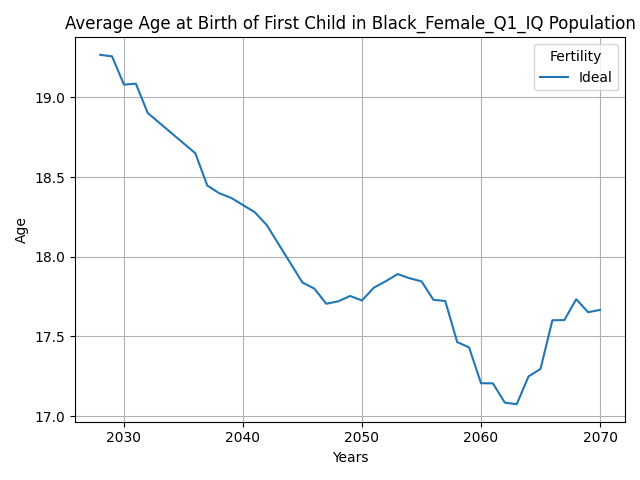 Average Age at Birth of First Child in Black_Female_Q1_IQ Population
Fertility
Ideal
Age
19.0
18.5
18.0
17.5
17.0
2030 2040 2050 2060 2070
Years